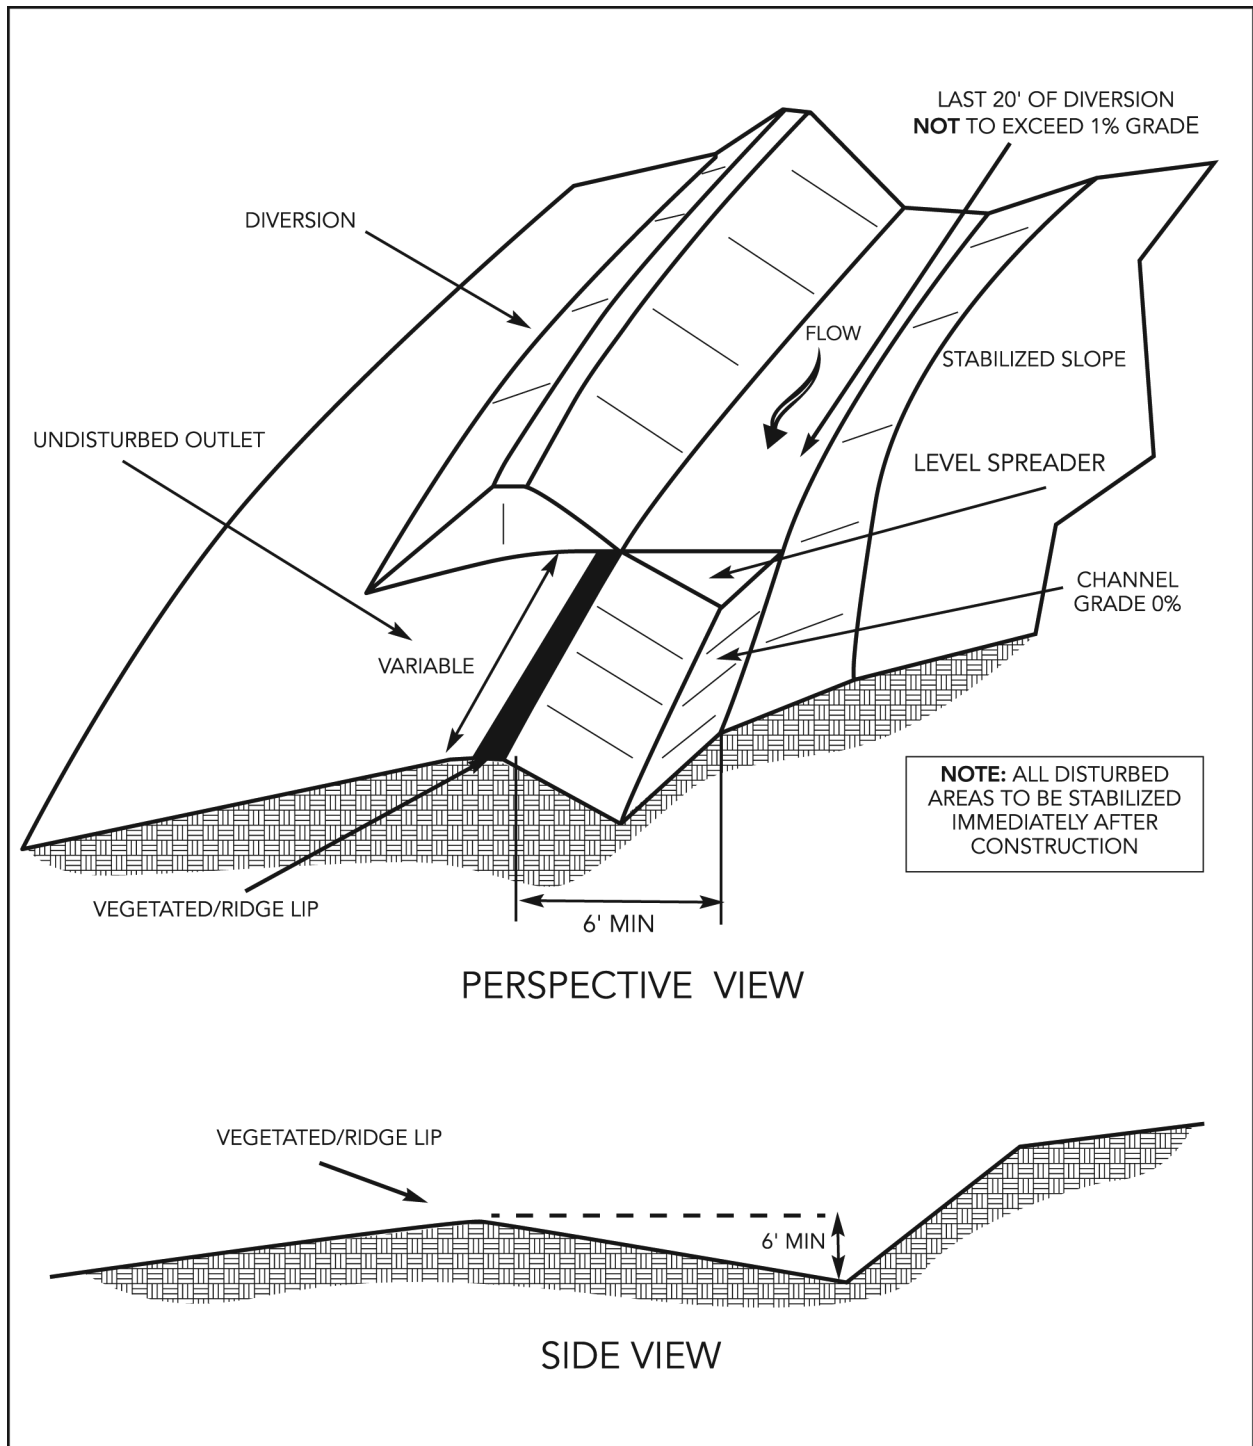 LAST 20' OF DIVERSION
NOT TO EXCEED 1% GRADE
DIVERSION
FLOW
STABILIZED SLOPE
UNDISTURBED OUTLET
LEVEL SPREADER
CHANNEL
GRADE 0%
VARIABLE
NOTE: ALL DISTURBED
AREAS TO BE STABILIZED
IMMEDIATELY AFTER
CONSTRUCTION
VEGETATED/RIDGE LIP
6' MIN
PERSPECTIVE VIEW
VEGETATED/RIDGE LIP
6' MIN
SIDE VIEW